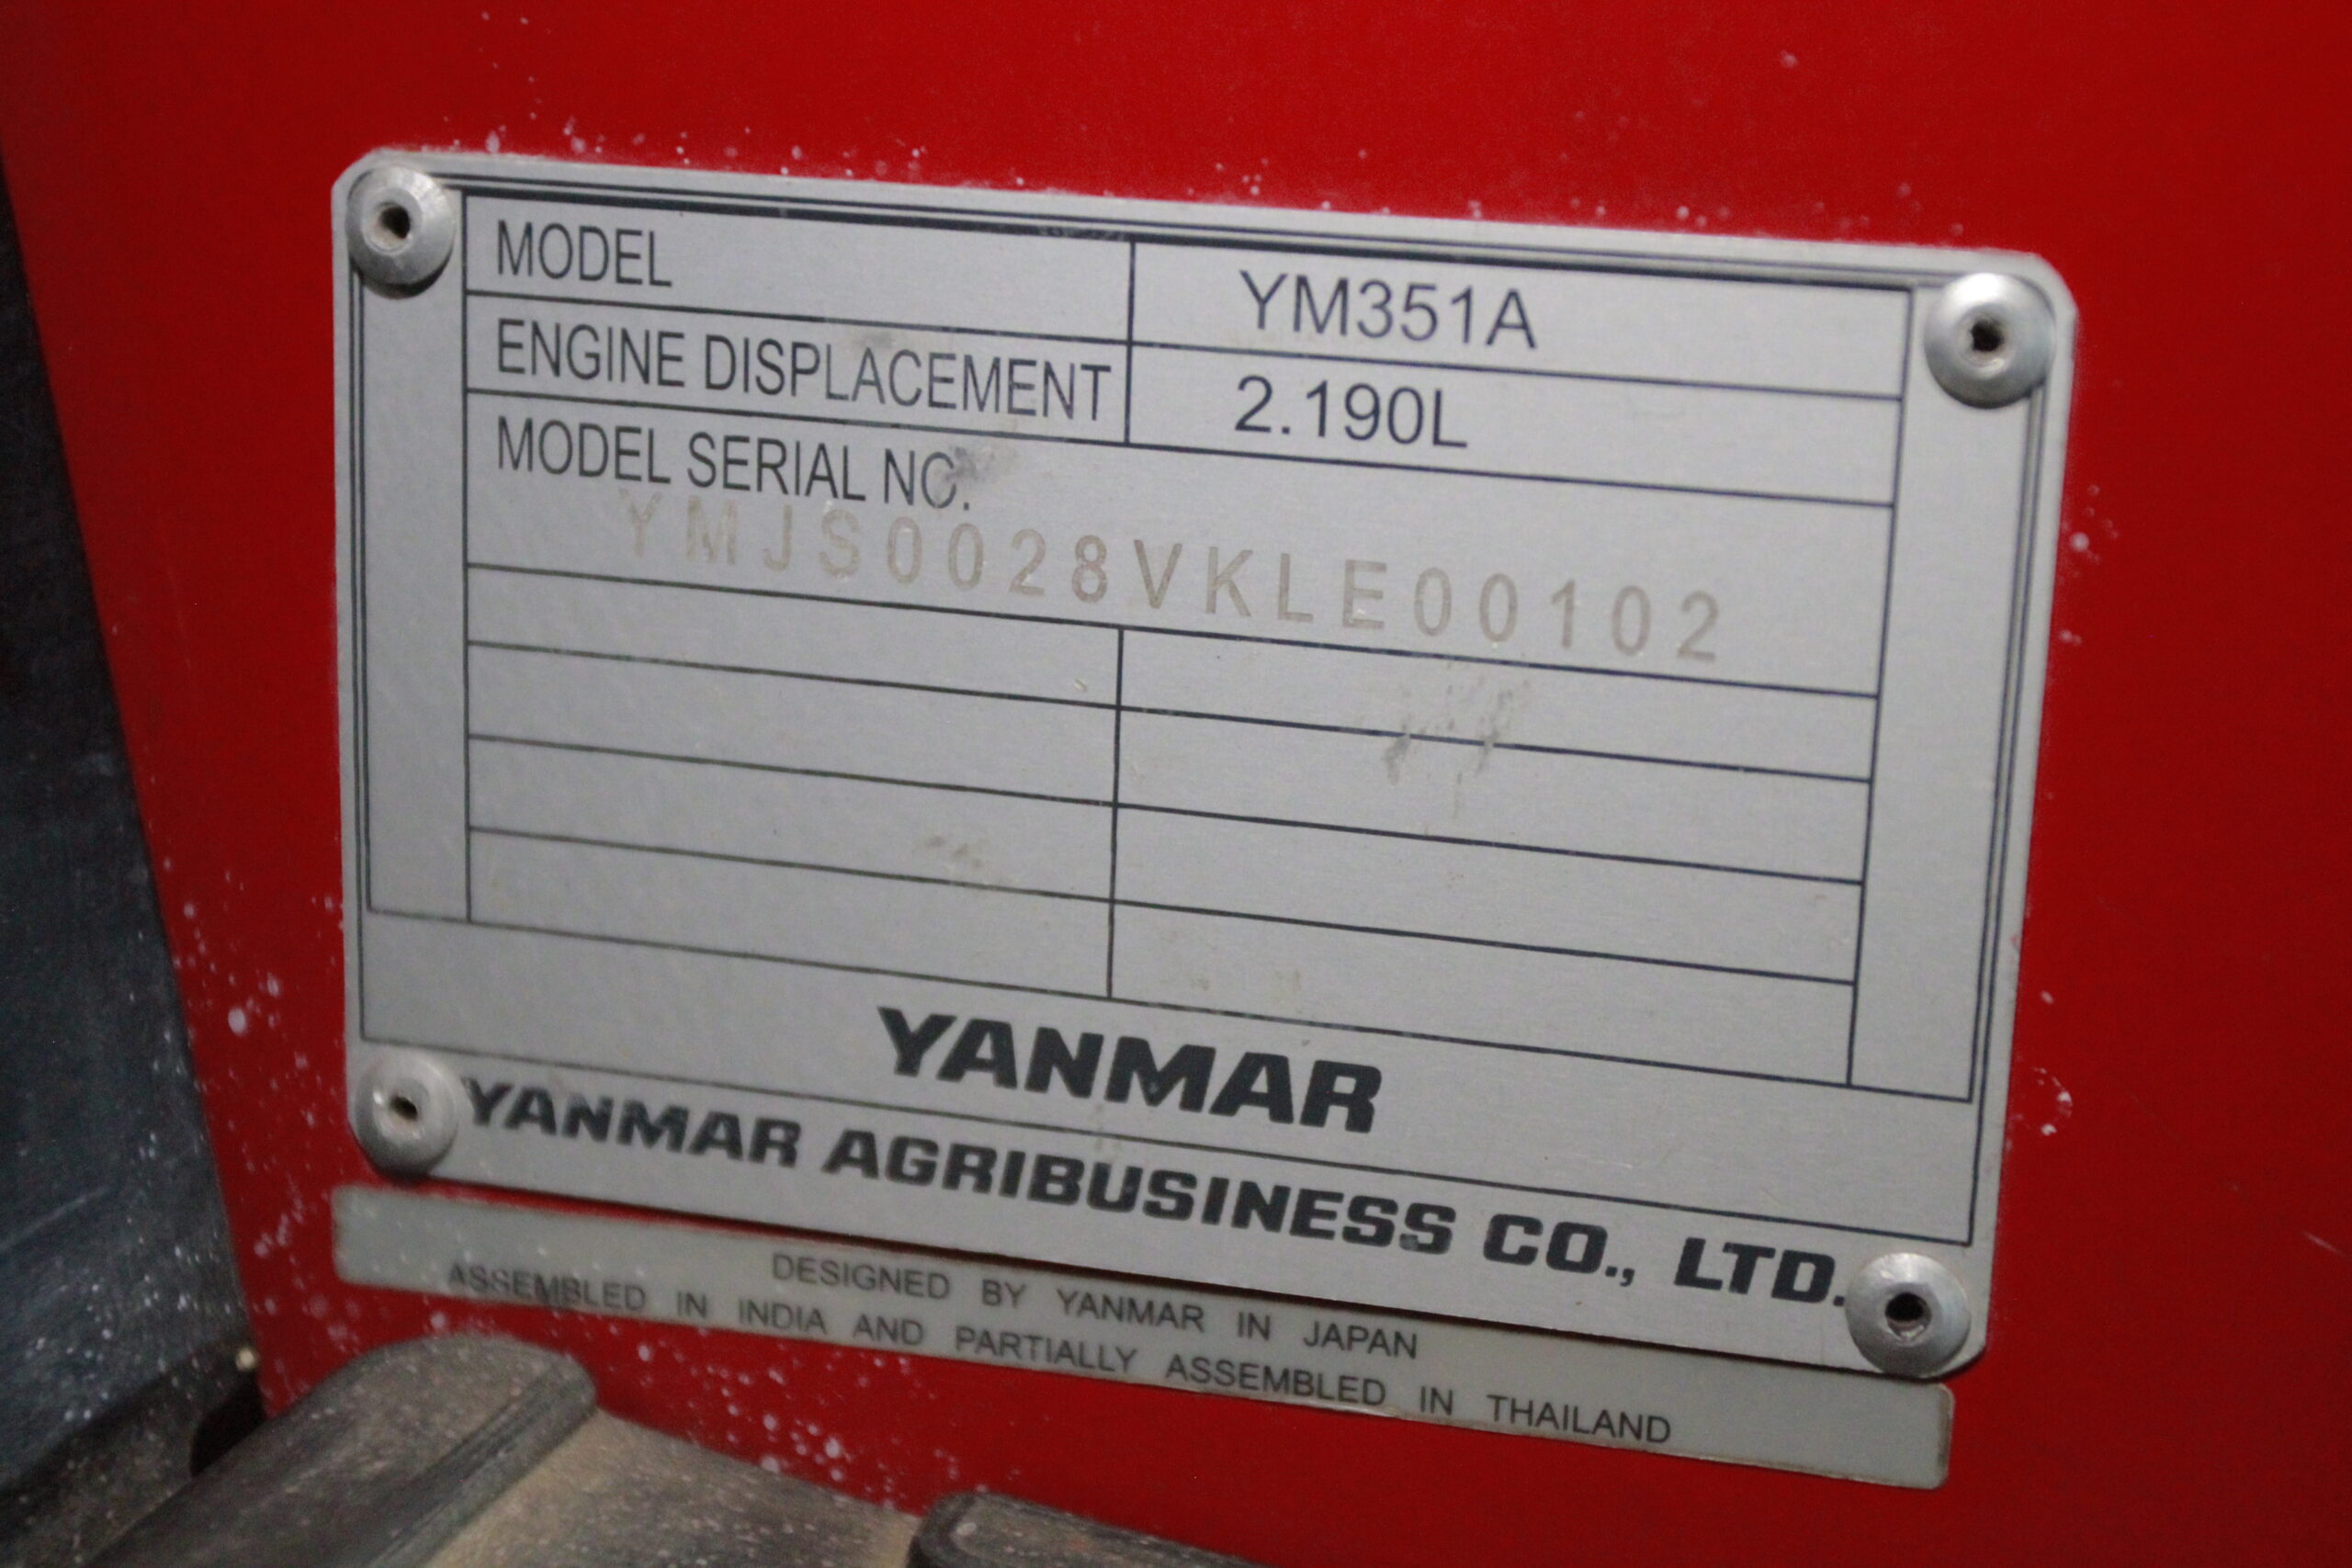 MODEL YM351A
ENGINE DISPLACEMENT 2.190L
MODEL SERIAL NO.
YMJS0028VKLE00102
YANMAR
YANMAR AGRIBUSINESS CO., LTD.
DESIGNED BY YANMAR IN JAPAN
ASSEMBLED IN INDIA AND PARTIALLY ASSEMBLED IN THAILAND